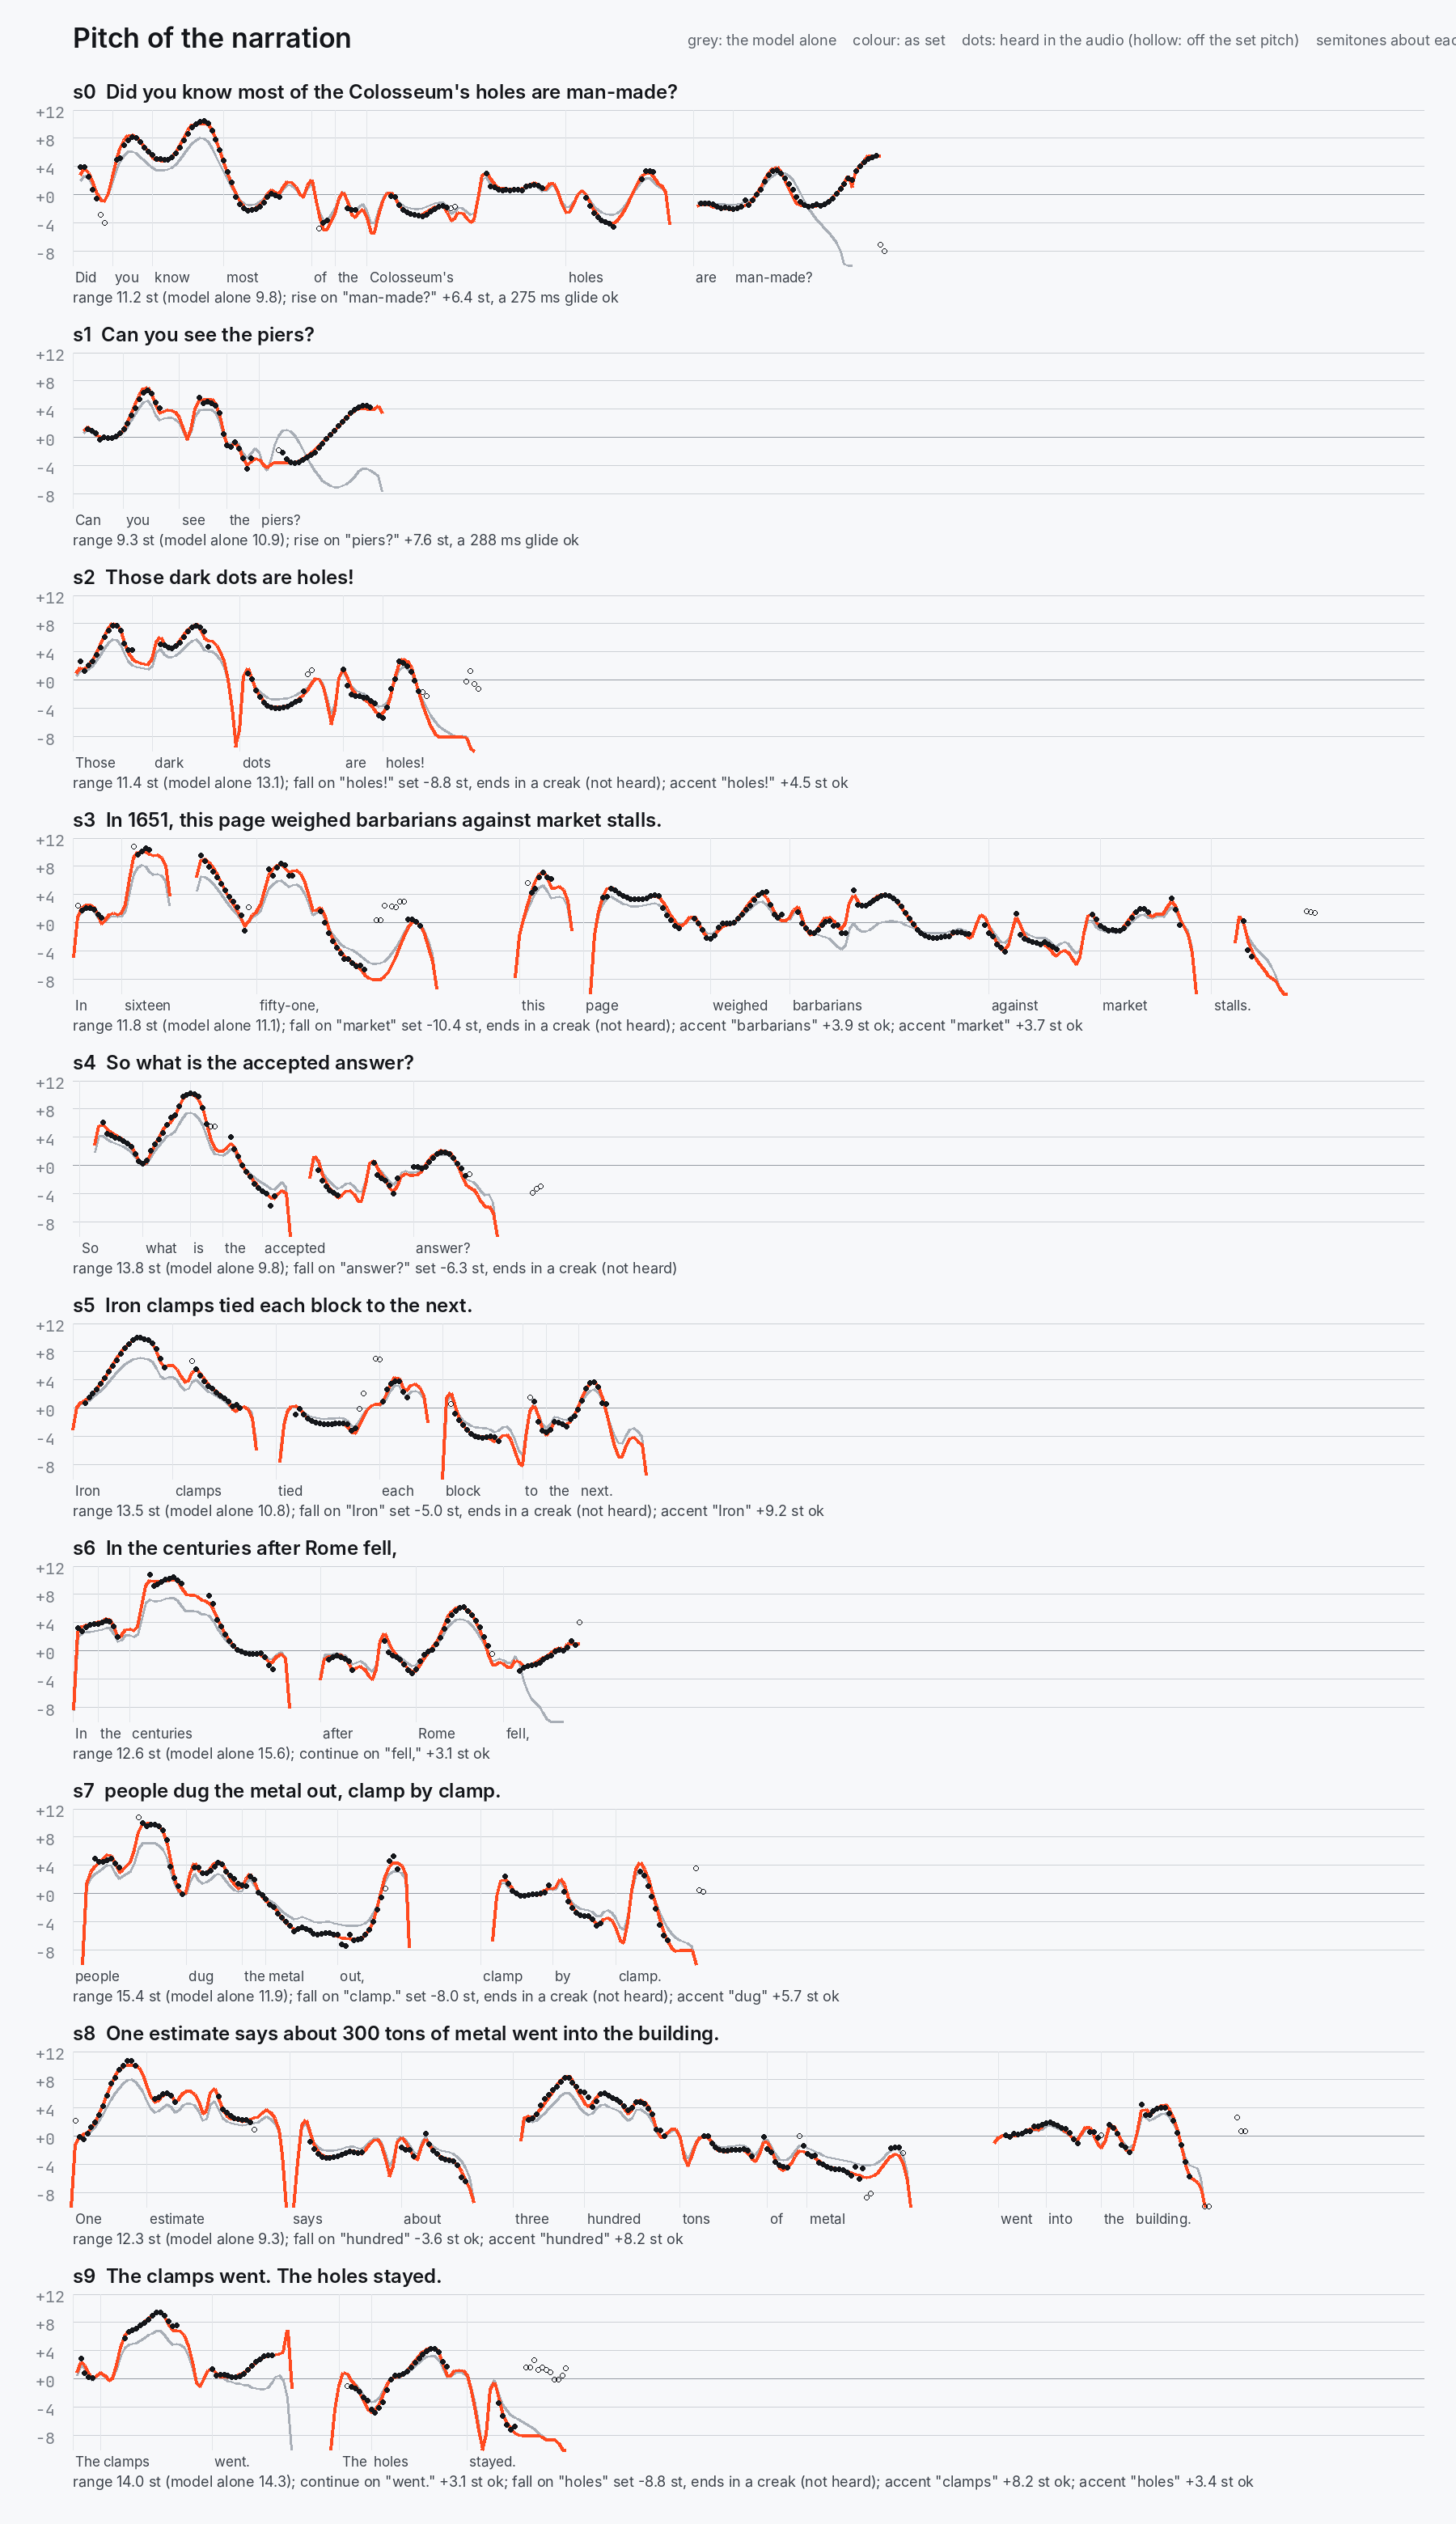 Pitch of the narration
grey: the model alone colour: as set dots: heard in the audio (hollow: off the set pitch) semitones about eac
s0 Did you know most of the Colosseum's holes are man-made?
+12
+8
+4
+0
-4
-8
Did you know most of the Colosseum's holes are man-made?
range 11.2 st (model alone 9.8); rise on "man-made?" +6.4 st, a 275 ms glide ok
s1 Can you see the piers?
+12
+8
+4
+0
-4
-8
Can you see the piers?
range 9.3 st (model alone 10.9); rise on "piers?" +7.6 st, a 288 ms glide ok
s2 Those dark dots are holes!
+12
+8
+4
+0
-4
-8
Those dark dots are holes!
range 11.4 st (model alone 13.1); fall on "holes!" set -8.8 st, ends in a creak (not heard); accent "holes!" +4.5 st ok
s3 In 1651, this page weighed barbarians against market stalls.
+12
+8
+4
+0
-4
-8
In sixteen fifty-one, this page weighed barbarians against market stalls.
range 11.8 st (model alone 11.1); fall on "market" set -10.4 st, ends in a creak (not heard); accent "barbarians" +3.9 st ok; accent "market" +3.7 st ok
s4 So what is the accepted answer?
+12
+8
+4
+0
-4
-8
So what is the accepted answer?
range 13.8 st (model alone 9.8); fall on "answer?" set -6.3 st, ends in a creak (not heard)
s5 Iron clamps tied each block to the next.
+12
+8
+4
+0
-4
-8
Iron clamps tied each block to the next.
range 13.5 st (model alone 10.8); fall on "Iron" set -5.0 st, ends in a creak (not heard); accent "Iron" +9.2 st ok
s6 In the centuries after Rome fell,
+12
+8
+4
+0
-4
-8
In the centuries after Rome fell,
range 12.6 st (model alone 15.6); continue on "fell," +3.1 st ok
s7 people dug the metal out, clamp by clamp.
+12
+8
+4
+0
-4
-8
people dug the metal out, clamp by clamp.
range 15.4 st (model alone 11.9); fall on "clamp." set -8.0 st, ends in a creak (not heard); accent "dug" +5.7 st ok
s8 One estimate says about 300 tons of metal went into the building.
+12
+8
+4
+0
-4
-8
One estimate says about three hundred tons of metal went into the building.
range 12.3 st (model alone 9.3); fall on "hundred" -3.6 st ok; accent "hundred" +8.2 st ok
s9 The clamps went. The holes stayed.
+12
+8
+4
+0
-4
-8
The clamps went. The holes stayed.
range 14.0 st (model alone 14.3); continue on "went." +3.1 st ok; fall on "holes" set -8.8 st, ends in a creak (not heard); accent "clamps" +8.2 st ok; accent "holes" +3.4 st ok